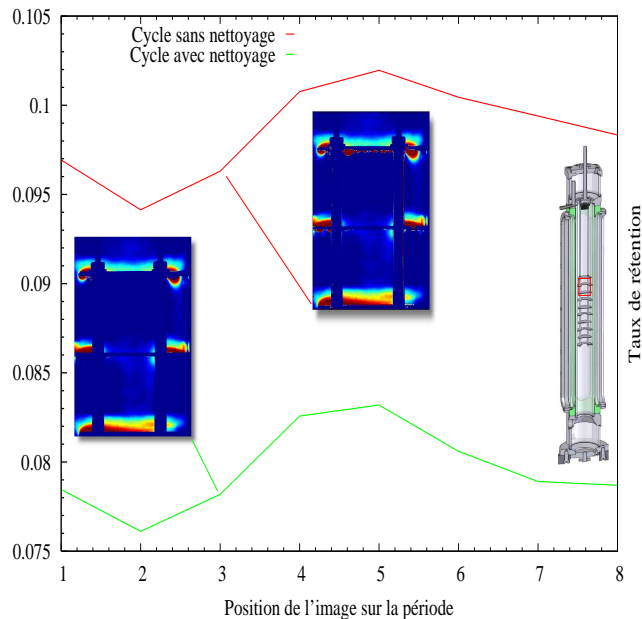 0.105
0.1
0.095
0.09
0.085
0.08
0.075
Cycle sans nettoyage
Cycle avec nettoyage
Taux de rétention
1 2 3 4 5 6 7 8
Position de l'image sur la période